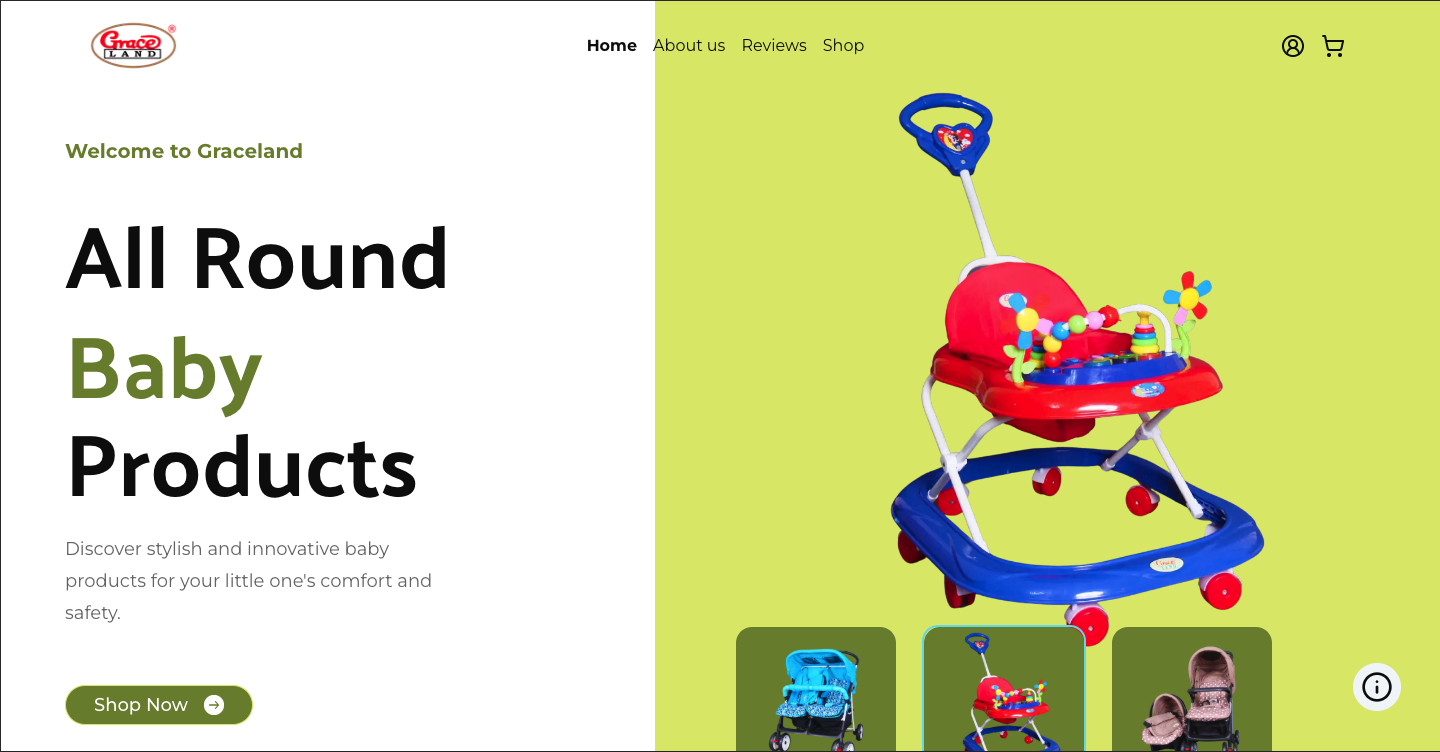 Grace
LAND
Home About us Reviews Shop
Welcome to Graceland
All Round
Baby
Products
Discover stylish and innovative baby
products for your little one's comfort and
safety.
Shop Now